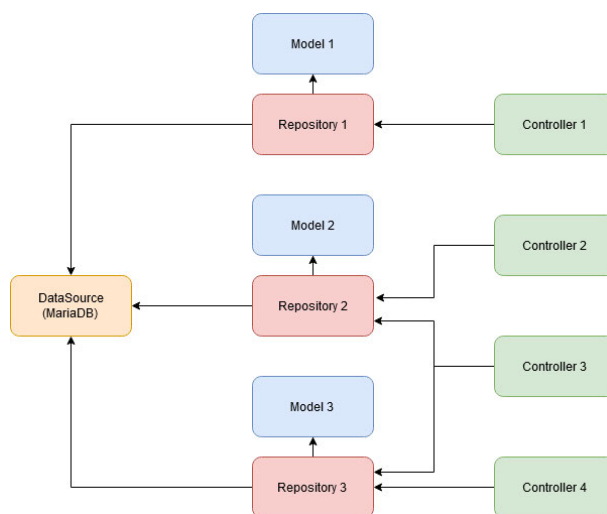 Model 1
Repository 1
Controller 1
Model 2
Controller 2
DataSource
(MariaDB)
Repository 2
Controller 3
Model 3
Repository 3
Controller 4